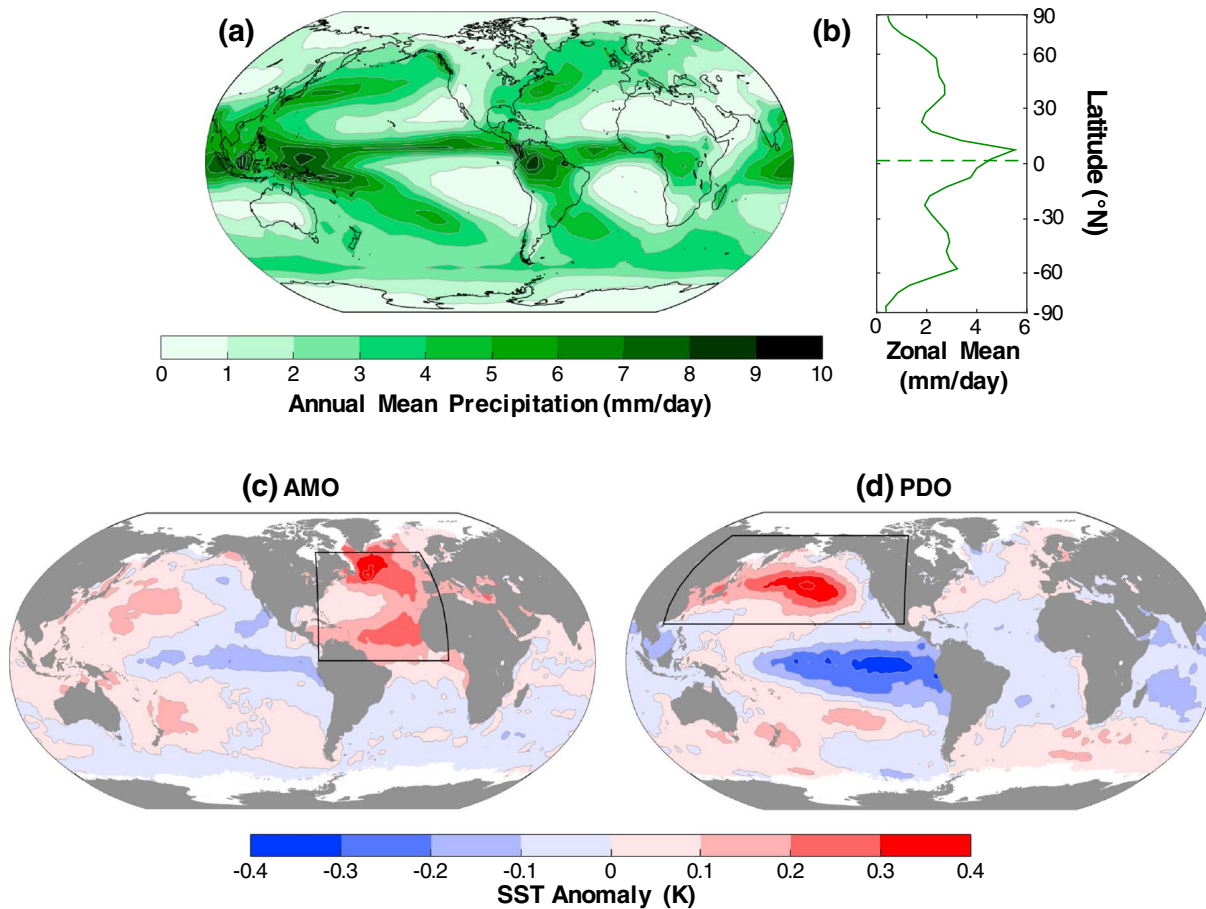 (a)
(b)
90
60
30
0
-30
-60
-90
Latitude (°N)
0 2 4 6
Zonal Mean
(mm/day)
0 1 2 3 4 5 6 7 8 9 10
Annual Mean Precipitation (mm/day)
(c) AMO
(d) PDO
-0.4 -0.3 -0.2 -0.1 0 0.1 0.2 0.3 0.4
SST Anomaly (K)